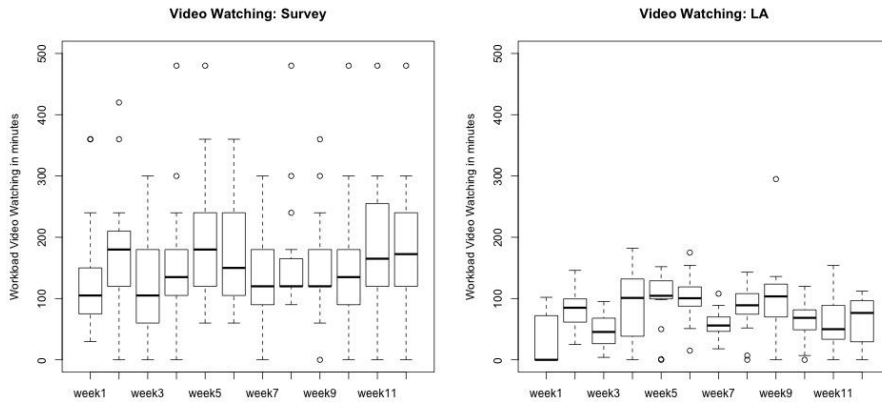 Video Watching: Survey
Workload Video Watching in minutes
500
400
300
200
100
0
week1 week3 week5 week7 week9 week11
Video Watching: LA
Workload Video Watching in minutes
500
400
300
200
100
0
week1 week3 week5 week7 week9 week11